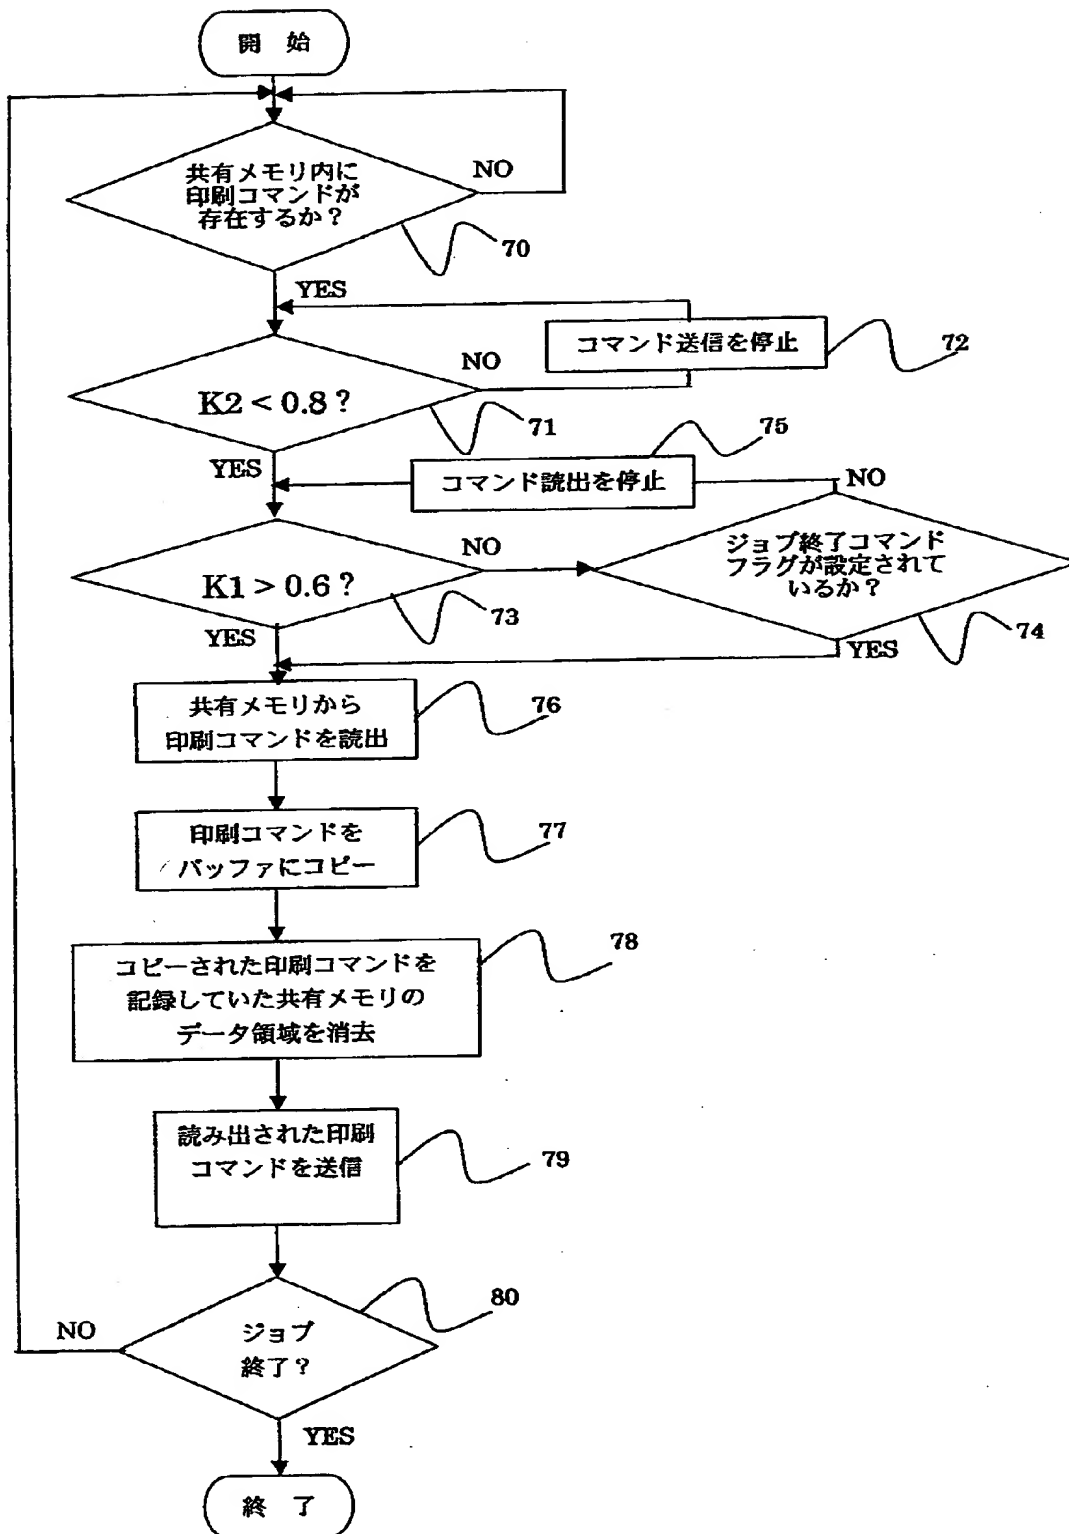 開 始
共有メモリ内に
印刷コマンドが
存在するか？
NO
70
YES
コマンド送信を停止
72
NO
K2 < 0.8 ?
71
75
YES
コマンド読出を停止
NO
ジョブ終了コマンド
フラグが設定されて
いるか？
NO
K1 > 0.6 ?
73
74
YES
YES
共有メモリから
印刷コマンドを読出
76
印刷コマンドを
バッファにコピー
77
コピーされた印刷コマンドを
記録していた共有メモリの
データ領域を消去
78
読み出された印刷
コマンドを送信
79
80
NO
ジョブ
終了？
YES
終 了